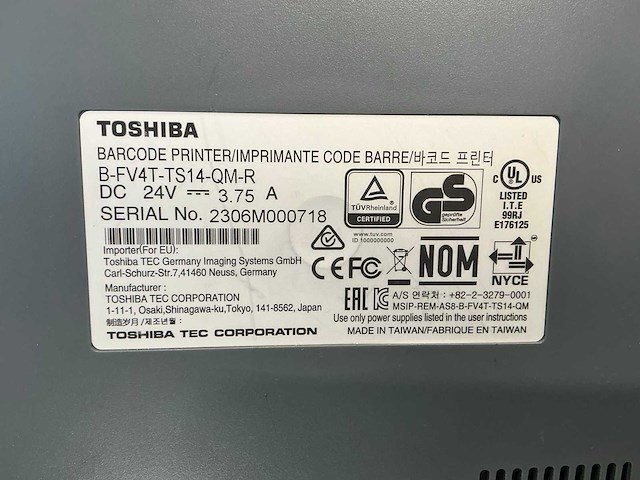 TOSHIBA
BARCODE PRINTER/IMPRIMANTE CODE BARRE/바코드 프린터
B-FV4T-TS14-QM-R
DC 24V 3.75 A
SERIAL No. 2306M000718
Importer(For EU):
Toshiba TEC Germany Imaging Systems GmbH
Carl-Schurz-Str.7,41460 Neuss, Germany
Manufacturer :
TOSHIBA TEC CORPORATION
1-11-1, Osaki,Shinagawa-ku,Tokyo, 141-8562, Japan
制造岁月/제조년월 :
TOSHIBA TEC CORPORATION
TÜVRheinland
CERTIFIED
www.tuv.com
ID 1000000000
GS
geprüfte
Sicherheit
C UL US
LISTED
I.T.E
99RJ
E176125
CE FC NOM
NYCE
EAC
A/S 연락처 : +82-2-3279-0001
MSIP-REM-AS8-B-FV4T-TS14-QM
Use only power supplies listed in the user instructions.
MADE IN TAIWAN/FABRIQUE EN TAIWAN